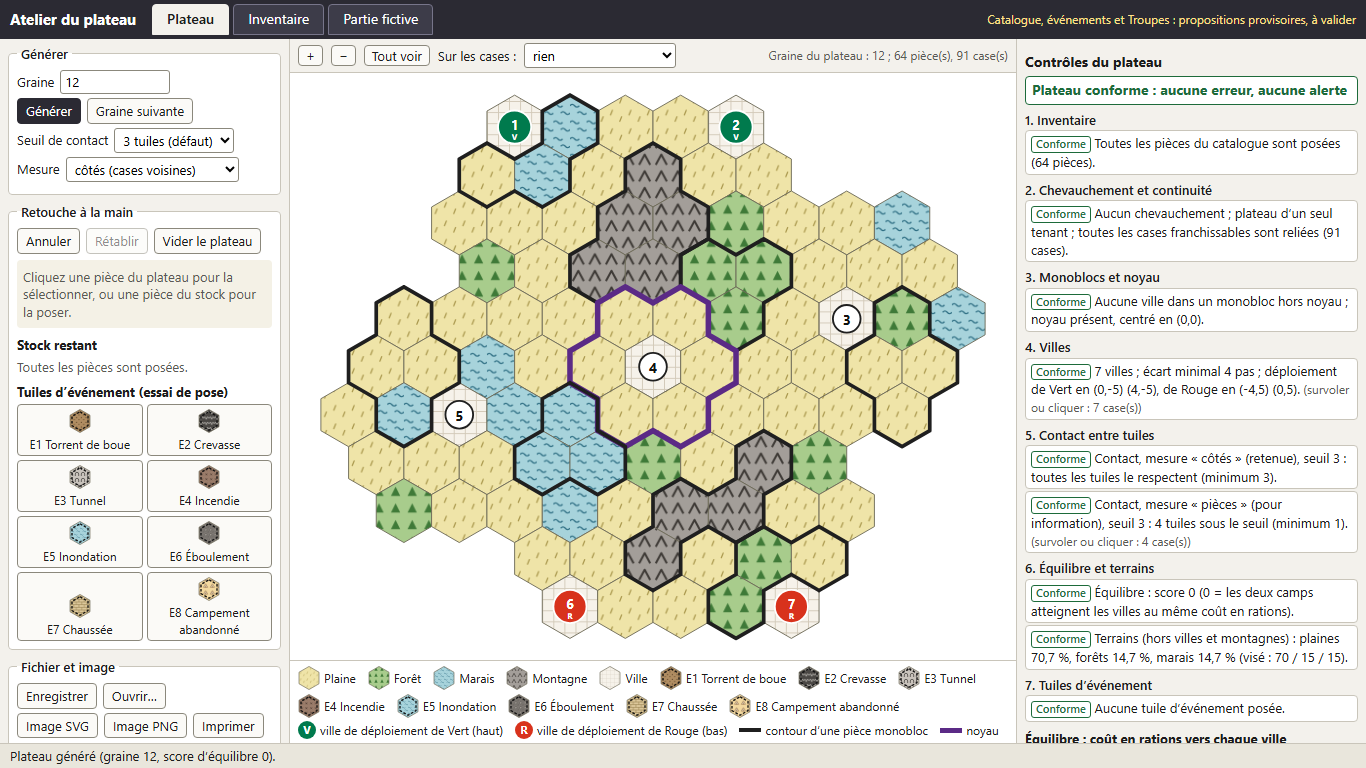 Atelier du plateau
Plateau
Inventaire
Partie fictive
Catalogue, événements et Troupes : propositions provisoires, à valider
Générer
Graine 12
Générer
Graine suivante
Seuil de contact 3 tuiles (défaut)
Mesure côtés (cases voisines)
Retouche à la main
Annuler
Rétablir
Vider le plateau
Cliquez une pièce du plateau pour la
sélectionner, ou une pièce du stock pour
la poser.
Stock restant
Toutes les pièces sont posées.
Tuiles d’événement (essai de pose)
E1 Torrent de boue
E2 Crevasse
E3 Tunnel
E4 Incendie
E5 Inondation
E6 Éboulement
E7 Chaussée
E8 Campement
abandonné
Fichier et image
Enregistrer
Ouvrir...
Image SVG
Image PNG
Imprimer
+
−
Tout voir
Sur les cases :
rien
Graine du plateau : 12 ; 64 pièce(s), 91 case(s)
1
V
2
V
3
4
5
6
R
7
R
Plaine
Forêt
Marais
Montagne
Ville
E1 Torrent de boue
E2 Crevasse
E3 Tunnel
E4 Incendie
E5 Inondation
E6 Éboulement
E7 Chaussée
E8 Campement abandonné
V ville de déploiement de Vert (haut)
R ville de déploiement de Rouge (bas)
contour d’une pièce monobloc
noyau
Contrôles du plateau
Plateau conforme : aucune erreur, aucune alerte
1. Inventaire
Conforme Toutes les pièces du catalogue sont posées
(64 pièces).
2. Chevauchement et continuité
Conforme Aucun chevauchement ; plateau d’un seul
tenant ; toutes les cases franchissables sont reliées (91
cases).
3. Monoblocs et noyau
Conforme Aucune ville dans un monobloc hors noyau ;
noyau présent, centré en (0,0).
4. Villes
Conforme 7 villes ; écart minimal 4 pas ; déploiement
de Vert en (0,-5) (4,-5), de Rouge en (-4,5) (0,5). (survoler
ou cliquer : 7 case(s))
5. Contact entre tuiles
Conforme Contact, mesure « côtés » (retenue), seuil 3 :
toutes les tuiles le respectent (minimum 3).
Conforme Contact, mesure « pièces » (pour
information), seuil 3 : 4 tuiles sous le seuil (minimum 1).
(survoler ou cliquer : 4 case(s))
6. Équilibre et terrains
Conforme Équilibre : score 0 (0 = les deux camps
atteignent les villes au même coût en rations).
Conforme Terrains (hors villes et montagnes) : plaines
70,7 %, forêts 14,7 %, marais 14,7 % (visé : 70 / 15 / 15).
7. Tuiles d’événement
Conforme Aucune tuile d’événement posée.
Équilibre : coût en rations vers chaque ville
Plateau généré (graine 12, score d’équilibre 0).